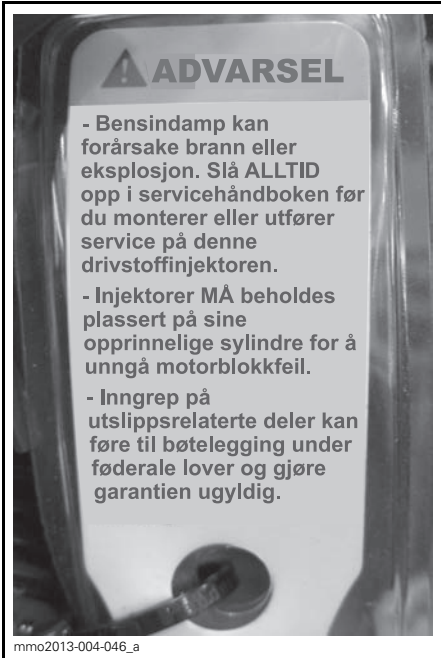 ADVARSEL
- Bensindamp kan
forårsake brann eller
eksplosjon. Slå ALLTID
opp i servicehåndboken før
du monterer eller utfører
service på denne
drivstoffinjektoren.
- Injektorer MÅ beholdes
plassert på sine
opprinnelige sylindre for å
unngå motorblokkfeil.
- Inngrep på
utslippsrelaterte deler kan
føre til bøtelegging under
føderale lover og gjøre
garantien ugyldig.
mmo2013-004-046_a